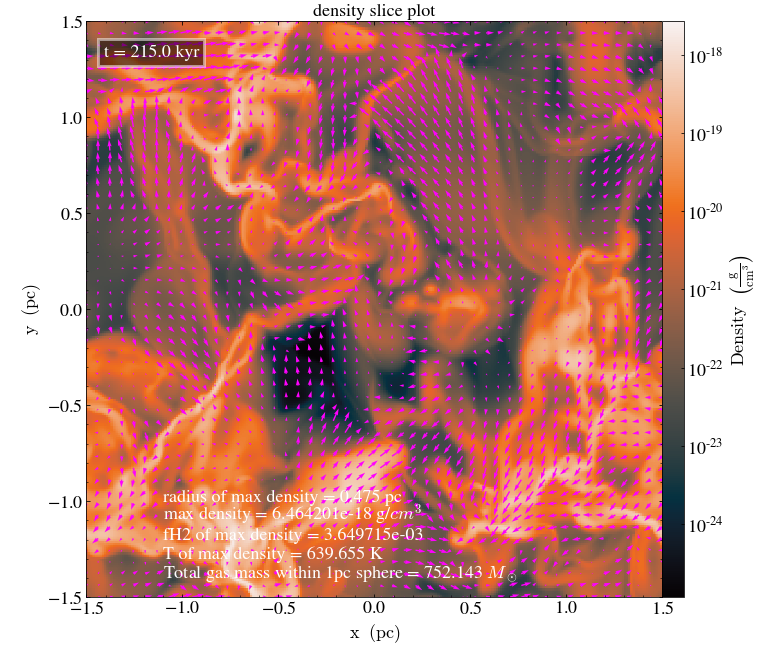 density slice plot
t = 215.0 kyr
1.5
1.0
0.5
0.0
−0.5
−1.0
−1.5
y (pc)
radius of max density = 0.475 pc
max density = 6.464201e-18 g/cm³
fH2 of max density = 3.649715e-03
T of max density = 639.655 K
Total gas mass within 1pc sphere = 752.143 M⊙
−1.5 −1.0 −0.5 0.0 0.5 1.0 1.5
x (pc)
10⁻¹⁸
10⁻¹⁹
10⁻²⁰
10⁻²¹
10⁻²²
10⁻²³
10⁻²⁴
Density (g/cm³)